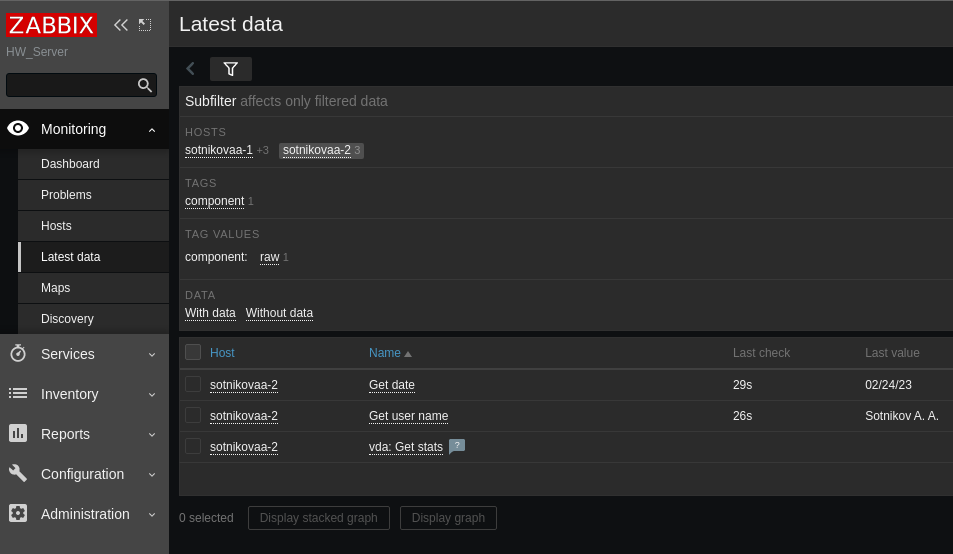 ZABBIX
HW_Server
Monitoring
Dashboard
Problems
Hosts
Latest data
Maps
Discovery
Services
Inventory
Reports
Configuration
Administration
Latest data
Subfilter affects only filtered data
HOSTS
sotnikovaa-1 +3 sotnikovaa-2 3
TAGS
component 1
TAG VALUES
component: raw 1
DATA
With data Without data
Host Name Last check Last value
sotnikovaa-2 Get date 29s 02/24/23
sotnikovaa-2 Get user name 26s Sotnikov A. A.
sotnikovaa-2 vda: Get stats ?
0 selected Display stacked graph Display graph